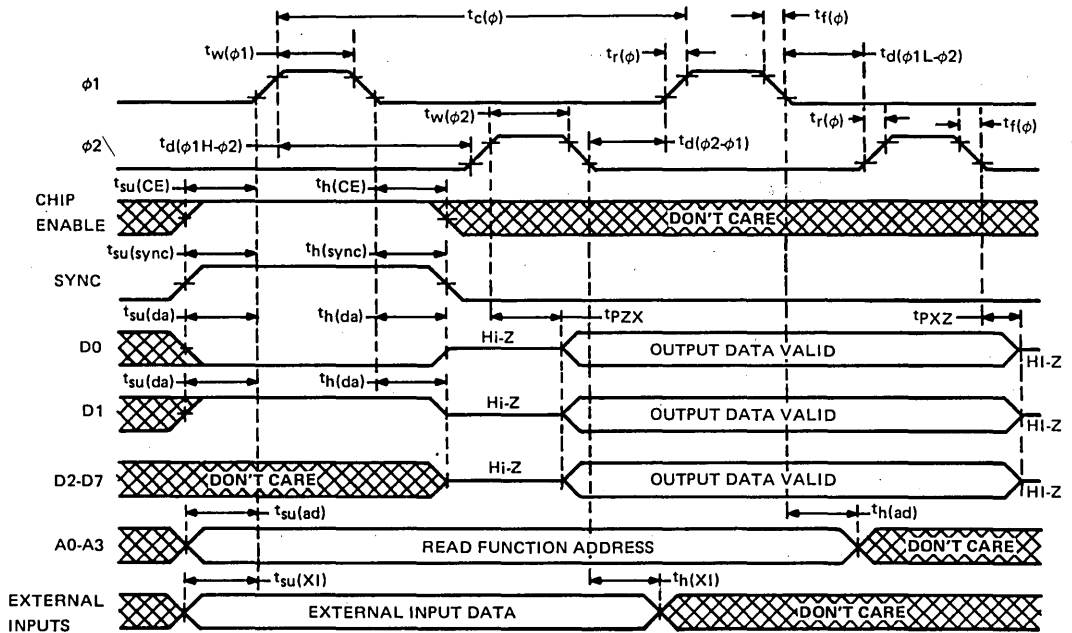 tc(ϕ)
tf(ϕ)
tw(ϕ1)
tr(ϕ)
td(ϕ1L-ϕ2)
ϕ1
tw(ϕ2)
tr(ϕ)
tf(ϕ)
td(ϕ1H-ϕ2)
td(ϕ2-ϕ1)
ϕ2
tsu(CE)
th(CE)
CHIP
ENABLE
DON'T CARE
tsu(sync)
th(sync)
SYNC
tsu(da)
th(da)
tPZX
tPXZ
D0
Hi-Z
OUTPUT DATA VALID
HI-Z
tsu(da)
th(da)
D1
Hi-Z
OUTPUT DATA VALID
HI-Z
D2-D7
DON'T CARE
Hi-Z
OUTPUT DATA VALID
HI-Z
tsu(ad)
th(ad)
A0-A3
READ FUNCTION ADDRESS
DON'T CARE
tsu(XI)
th(XI)
EXTERNAL
INPUTS
EXTERNAL INPUT DATA
DON'T CARE